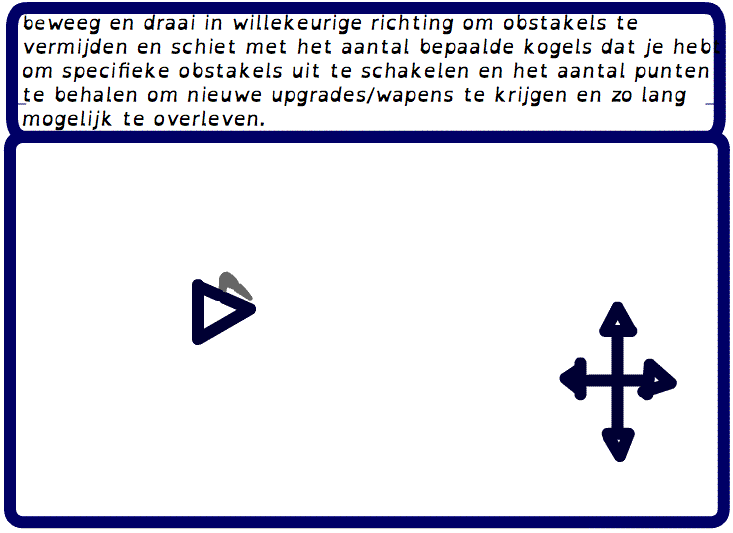 beweeg en draai in willekeurige richting om obstakels te
vermijden en schiet met het aantal bepaalde kogels dat je hebt
om specifieke obstakels uit te schakelen en het aantal punten
te behalen om nieuwe upgrades/wapens te krijgen en zo lang
mogelijk te overleven.